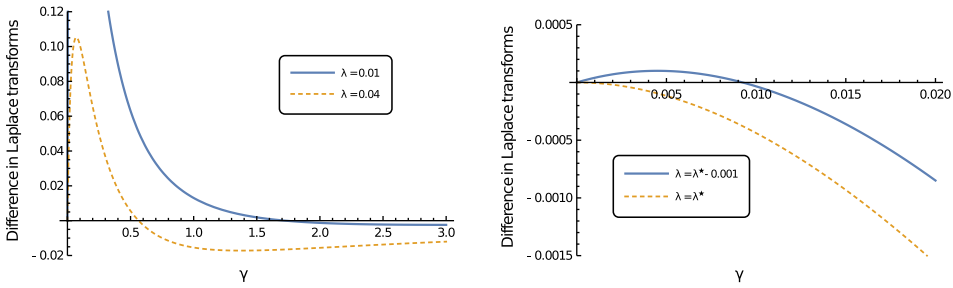 Difference in Laplace transforms
0.12
0.10
0.08
0.06
0.04
0.02
- 0.02
0.5
1.0
1.5
2.0
2.5
3.0
λ = 0.01
λ = 0.04
γ
Difference in Laplace transforms
0.0005
- 0.0005
- 0.0010
- 0.0015
0.005
0.010
0.015
0.020
λ = λ★ - 0.001
λ = λ★
γ